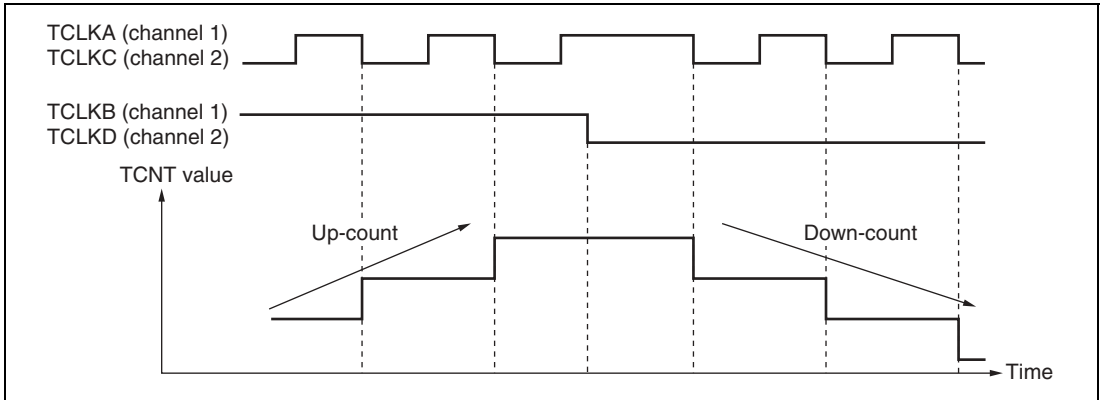 TCLKA (channel 1)
TCLKC (channel 2)
TCLKB (channel 1)
TCLKD (channel 2)
TCNT value
Up-count
Down-count
Time